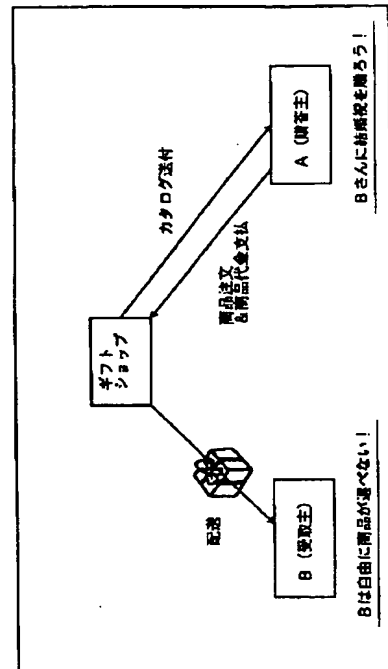 ギフト
ショップ
カタログ送付
商品注文
&商品代金支払
配送
B（受取主）
A（贈答主）
Bは自由に商品が選べない！
Bさんに結婚祝を贈ろう！